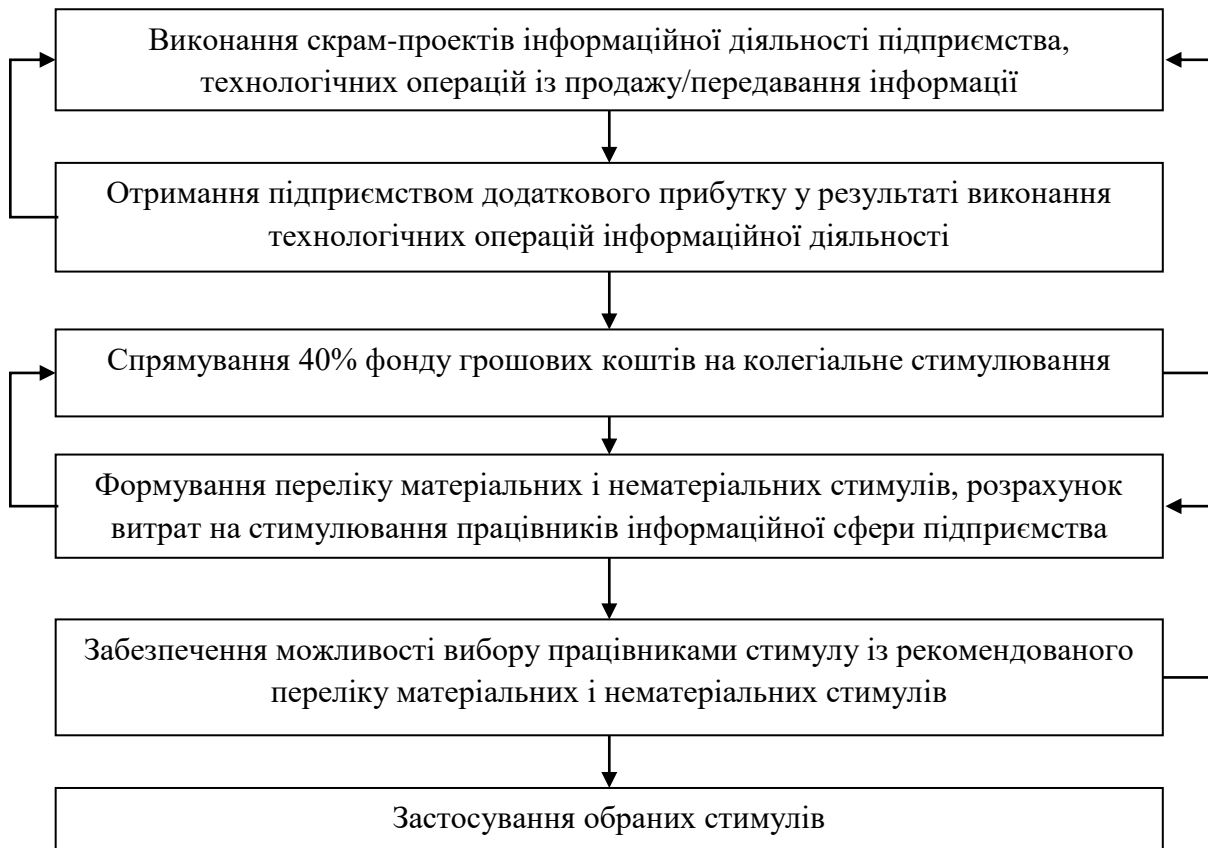 Виконання скрам-проектів інформаційної діяльності підприємства,
технологічних операцій із продажу/передавання інформації
Отримання підприємством додаткового прибутку у результаті виконання
технологічних операцій інформаційної діяльності
Спрямування 40% фонду грошових коштів на колегіальне стимулювання
Формування переліку матеріальних і нематеріальних стимулів, розрахунок
витрат на стимулювання працівників інформаційної сфери підприємства
Забезпечення можливості вибору працівниками стимулу із рекомендованого
переліку матеріальних і нематеріальних стимулів
Застосування обраних стимулів